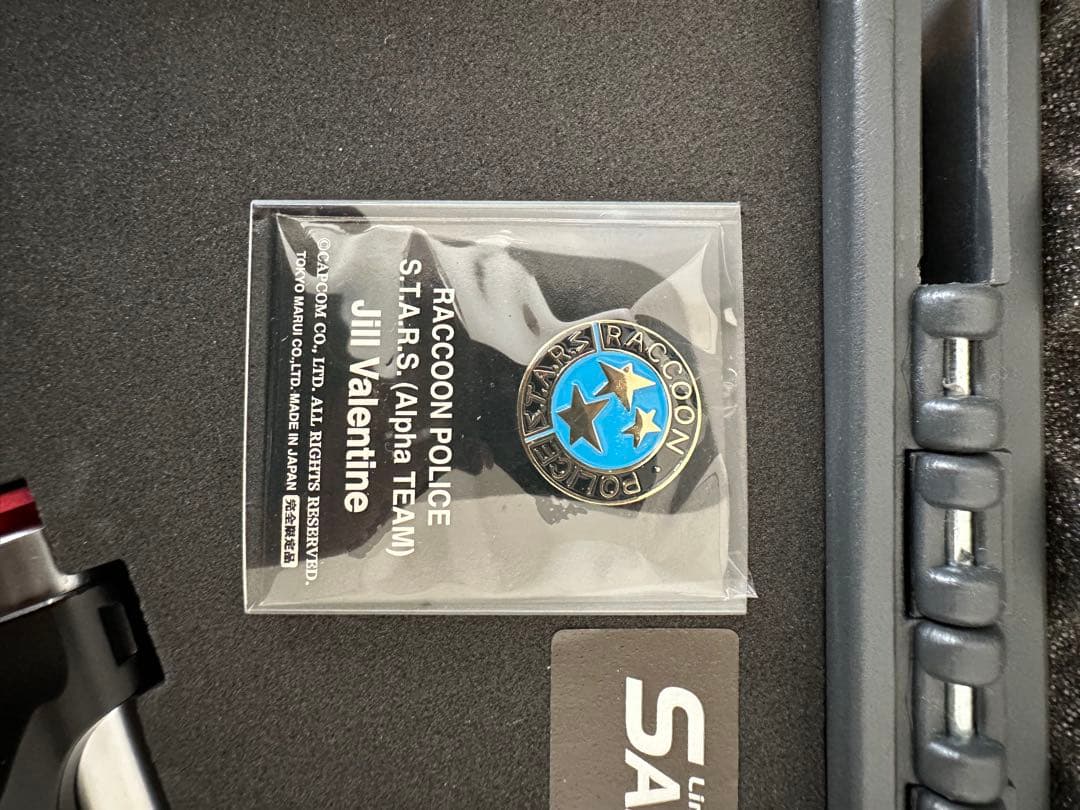 RACCOON POLICE
S.T.A.R.S.
RACCOON POLICE
S.T.A.R.S. (Alpha TEAM)
Jill Valentine
©CAPCOM CO., LTD. ALL RIGHTS RESERVED.
TOKYO MARUI CO.,LTD. MADE IN JAPAN 完全限定品
SA